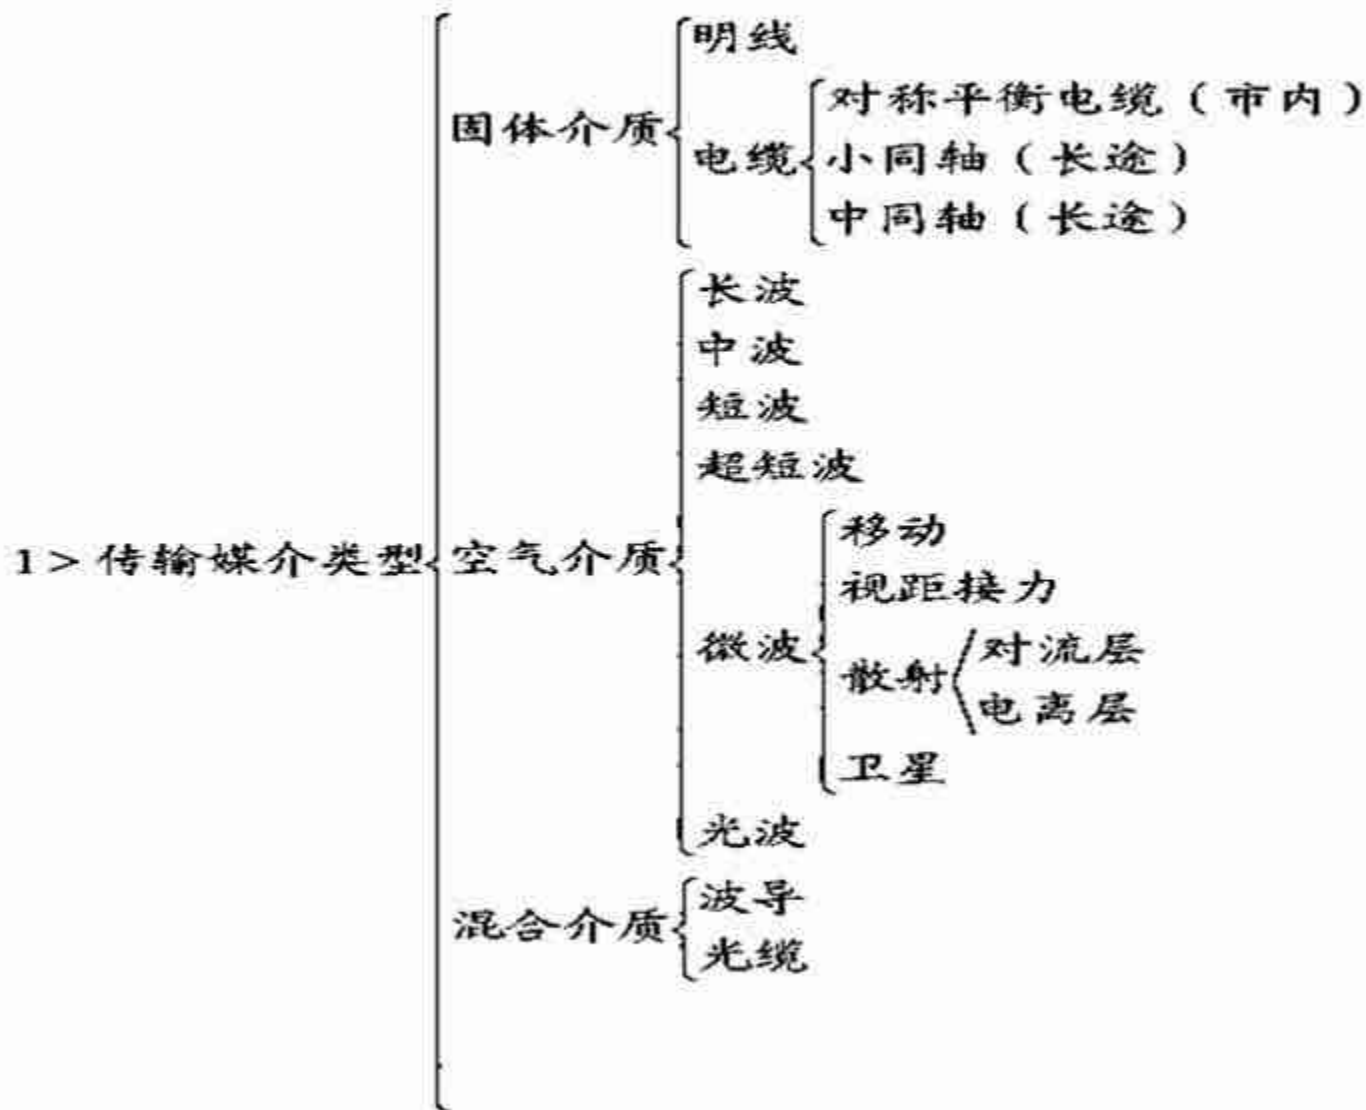 明线
对称平衡电缆（市内）
固体介质
电缆
小同轴（长途）
中同轴（长途）
长波
中波
短波
超短波
移动
1>传输媒介类型
空气介质
视距接力
微波
对流层
散射
电离层
卫星
光波
波导
混合介质
光缆